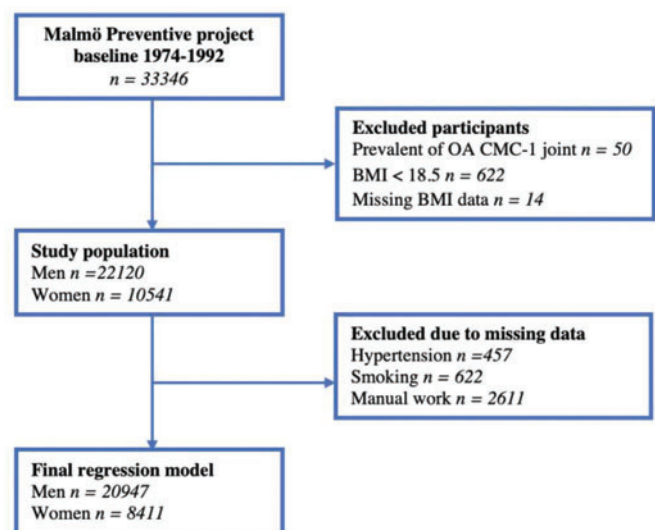 Malmö Preventive project
baseline 1974-1992
n = 33346
Excluded participants
Prevalent of OA CMC-1 joint n = 50
BMI < 18.5 n = 622
Missing BMI data n = 14
Study population
Men n =22120
Women n = 10541
Excluded due to missing data
Hypertension n =457
Smoking n = 622
Manual work n = 2611
Final regression model
Men n = 20947
Women n = 8411